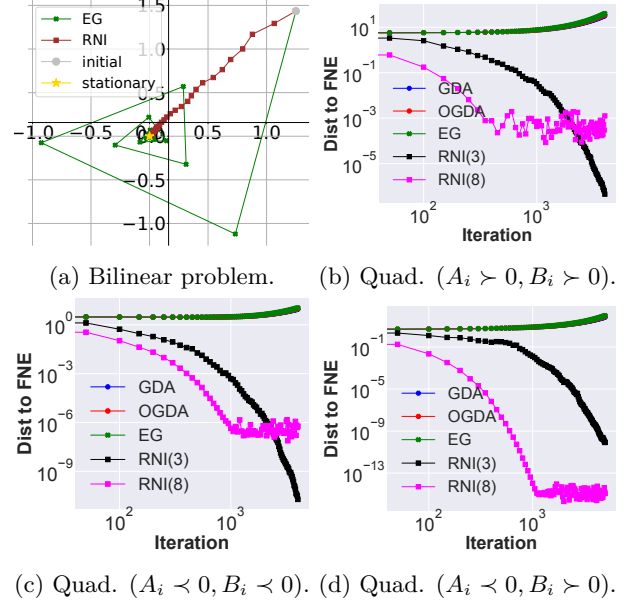 EG
RNI
initial
stationary
1.5
1.0
0.5
0.0
−0.5
−1.0
−1.0 −0.5 0.0 0.5 1.0
(a) Bilinear problem.
Dist to FNE
10^1
10^-1
10^-3
10^-5
GDA
OGDA
EG
RNI(3)
RNI(8)
10^2 10^3
Iteration
(b) Quad. (A_i ≻ 0, B_i ≻ 0).
Dist to FNE
10^0
10^-3
10^-6
10^-9
GDA
OGDA
EG
RNI(3)
RNI(8)
10^2 10^3
Iteration
(c) Quad. (A_i ≺ 0, B_i ≺ 0).
Dist to FNE
10^-1
10^-5
10^-9
10^-13
GDA
OGDA
EG
RNI(3)
RNI(8)
10^2 10^3
Iteration
(d) Quad. (A_i ≺ 0, B_i ≻ 0).